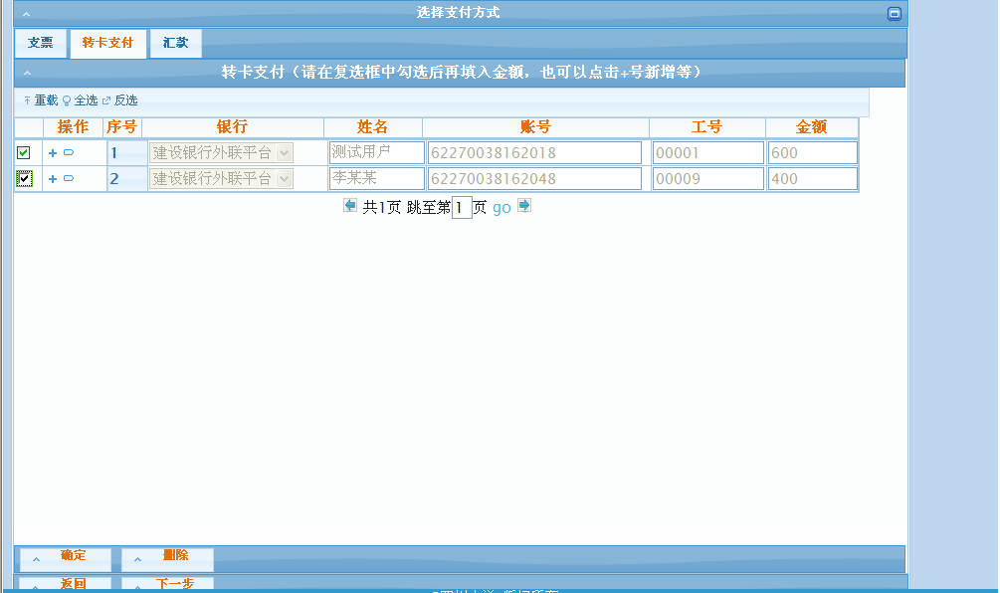 选择支付方式
支票 转卡支付 汇款
转卡支付（请在复选框中勾选后再填入金额，也可以点击+号新增等）
重载 全选 反选
操作 序号 银行 姓名 账号 工号 金额
+ 1 建设银行外联平台 测试用户 62270038162018 00001 600
+ 2 建设银行外联平台 李某某 62270038162048 00009 400
共1页 跳至第 1 页 go
确定 删除
返回 下一步